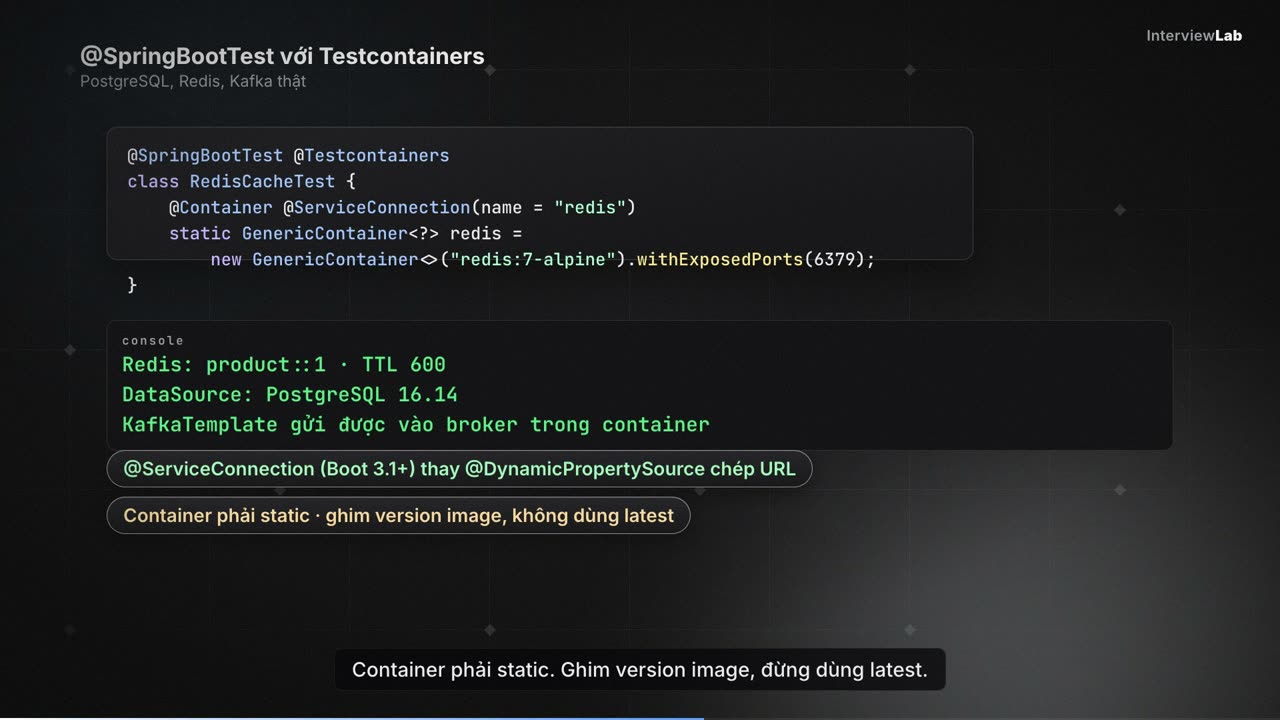 @SpringBootTest với Testcontainers
InterviewLab
PostgreSQL, Redis, Kafka thật
@SpringBootTest @Testcontainers
class RedisCacheTest {
    @Container @ServiceConnection(name = "redis")
    static GenericContainer<?> redis =
        new GenericContainer<>("redis:7-alpine").withExposedPorts(6379);
}
console
Redis: product::1 · TTL 600
DataSource: PostgreSQL 16.14
KafkaTemplate gửi được vào broker trong container
@ServiceConnection (Boot 3.1+) thay @DynamicPropertySource chép URL
Container phải static · ghim version image, không dùng latest
Container phải static. Ghim version image, đừng dùng latest.